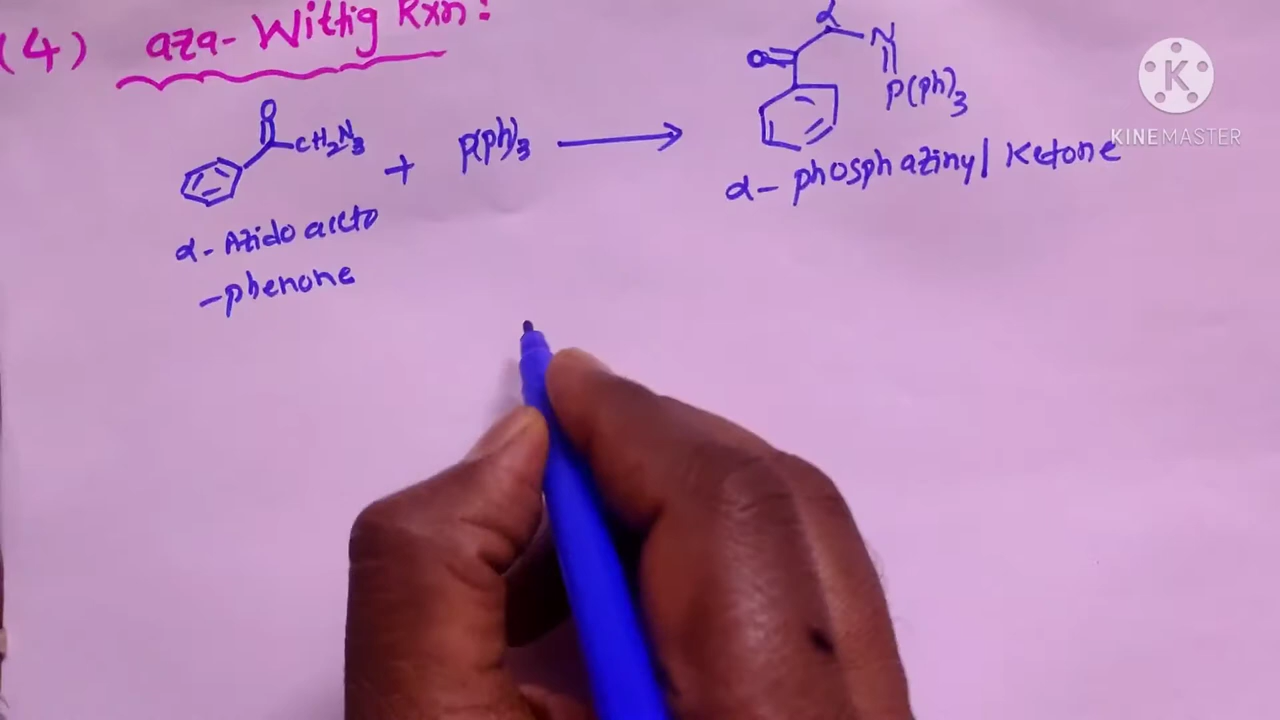 (4) aza-Wittig Rxn:
O
CH₂N₃
+ P(ph)₃
α-Azido aceto
-phenone
α
O
N
P(ph)₃
α-phosphazinyl Ketone
K
KINEMASTER